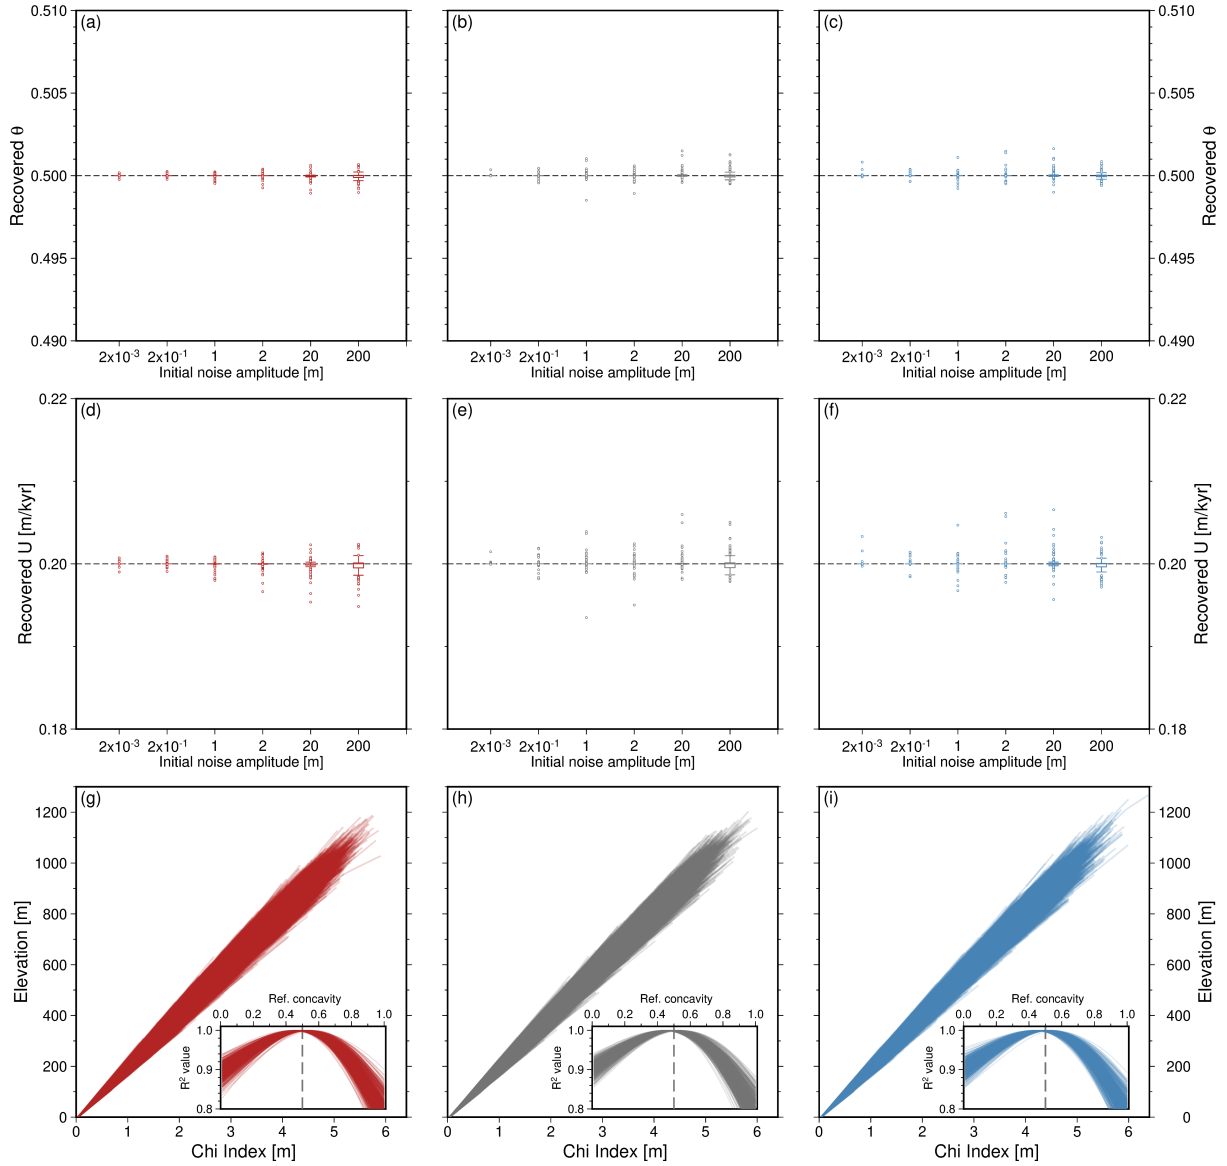 (a) (b) (c)
0.510 0.510
0.505 0.505
0.500 0.500
0.495 0.495
0.490 0.490
Recovered θ Recovered θ
2x10-3 2x10-1 1 2 20 200 2x10-3 2x10-1 1 2 20 200 2x10-3 2x10-1 1 2 20 200
Initial noise amplitude [m] Initial noise amplitude [m] Initial noise amplitude [m]
(d) (e) (f)
0.22 0.22
0.20 0.20
0.18 0.18
Recovered U [m/kyr] Recovered U [m/kyr]
2x10-3 2x10-1 1 2 20 200 2x10-3 2x10-1 1 2 20 200 2x10-3 2x10-1 1 2 20 200
Initial noise amplitude [m] Initial noise amplitude [m] Initial noise amplitude [m]
(g) (h) (i)
1200 1200
1000 1000
800 800
600 600
400 400
200 200
0 0
Elevation [m] Elevation [m]
Ref. concavity Ref. concavity Ref. concavity
0.0 0.2 0.4 0.6 0.8 1.0 0.0 0.2 0.4 0.6 0.8 1.0 0.0 0.2 0.4 0.6 0.8 1.0
1.0 1.0 1.0
0.9 0.9 0.9
0.8 0.8 0.8
R2 value R2 value R2 value
0 1 2 3 4 5 6 0 1 2 3 4 5 6 0 1 2 3 4 5 6
Chi Index [m] Chi Index [m] Chi Index [m]